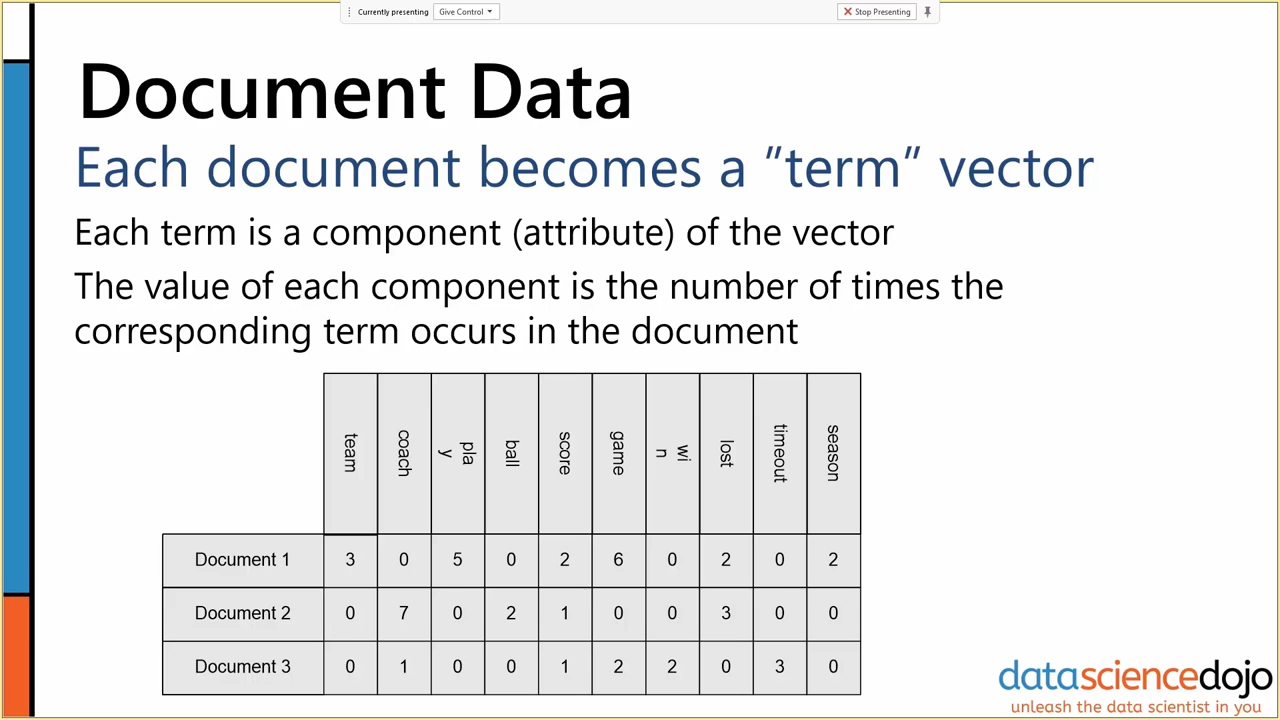 Currently presenting Give Control Stop Presenting
Document Data
Each document becomes a ”term” vector
Each term is a component (attribute) of the vector
The value of each component is the number of times the
corresponding term occurs in the document
team coach play ball score game win lost timeout season
Document 1 3 0 5 0 2 6 0 2 0 2
Document 2 0 7 0 2 1 0 0 3 0 0
Document 3 0 1 0 0 1 2 2 0 3 0
datasciencedojo
unleash the data scientist in you